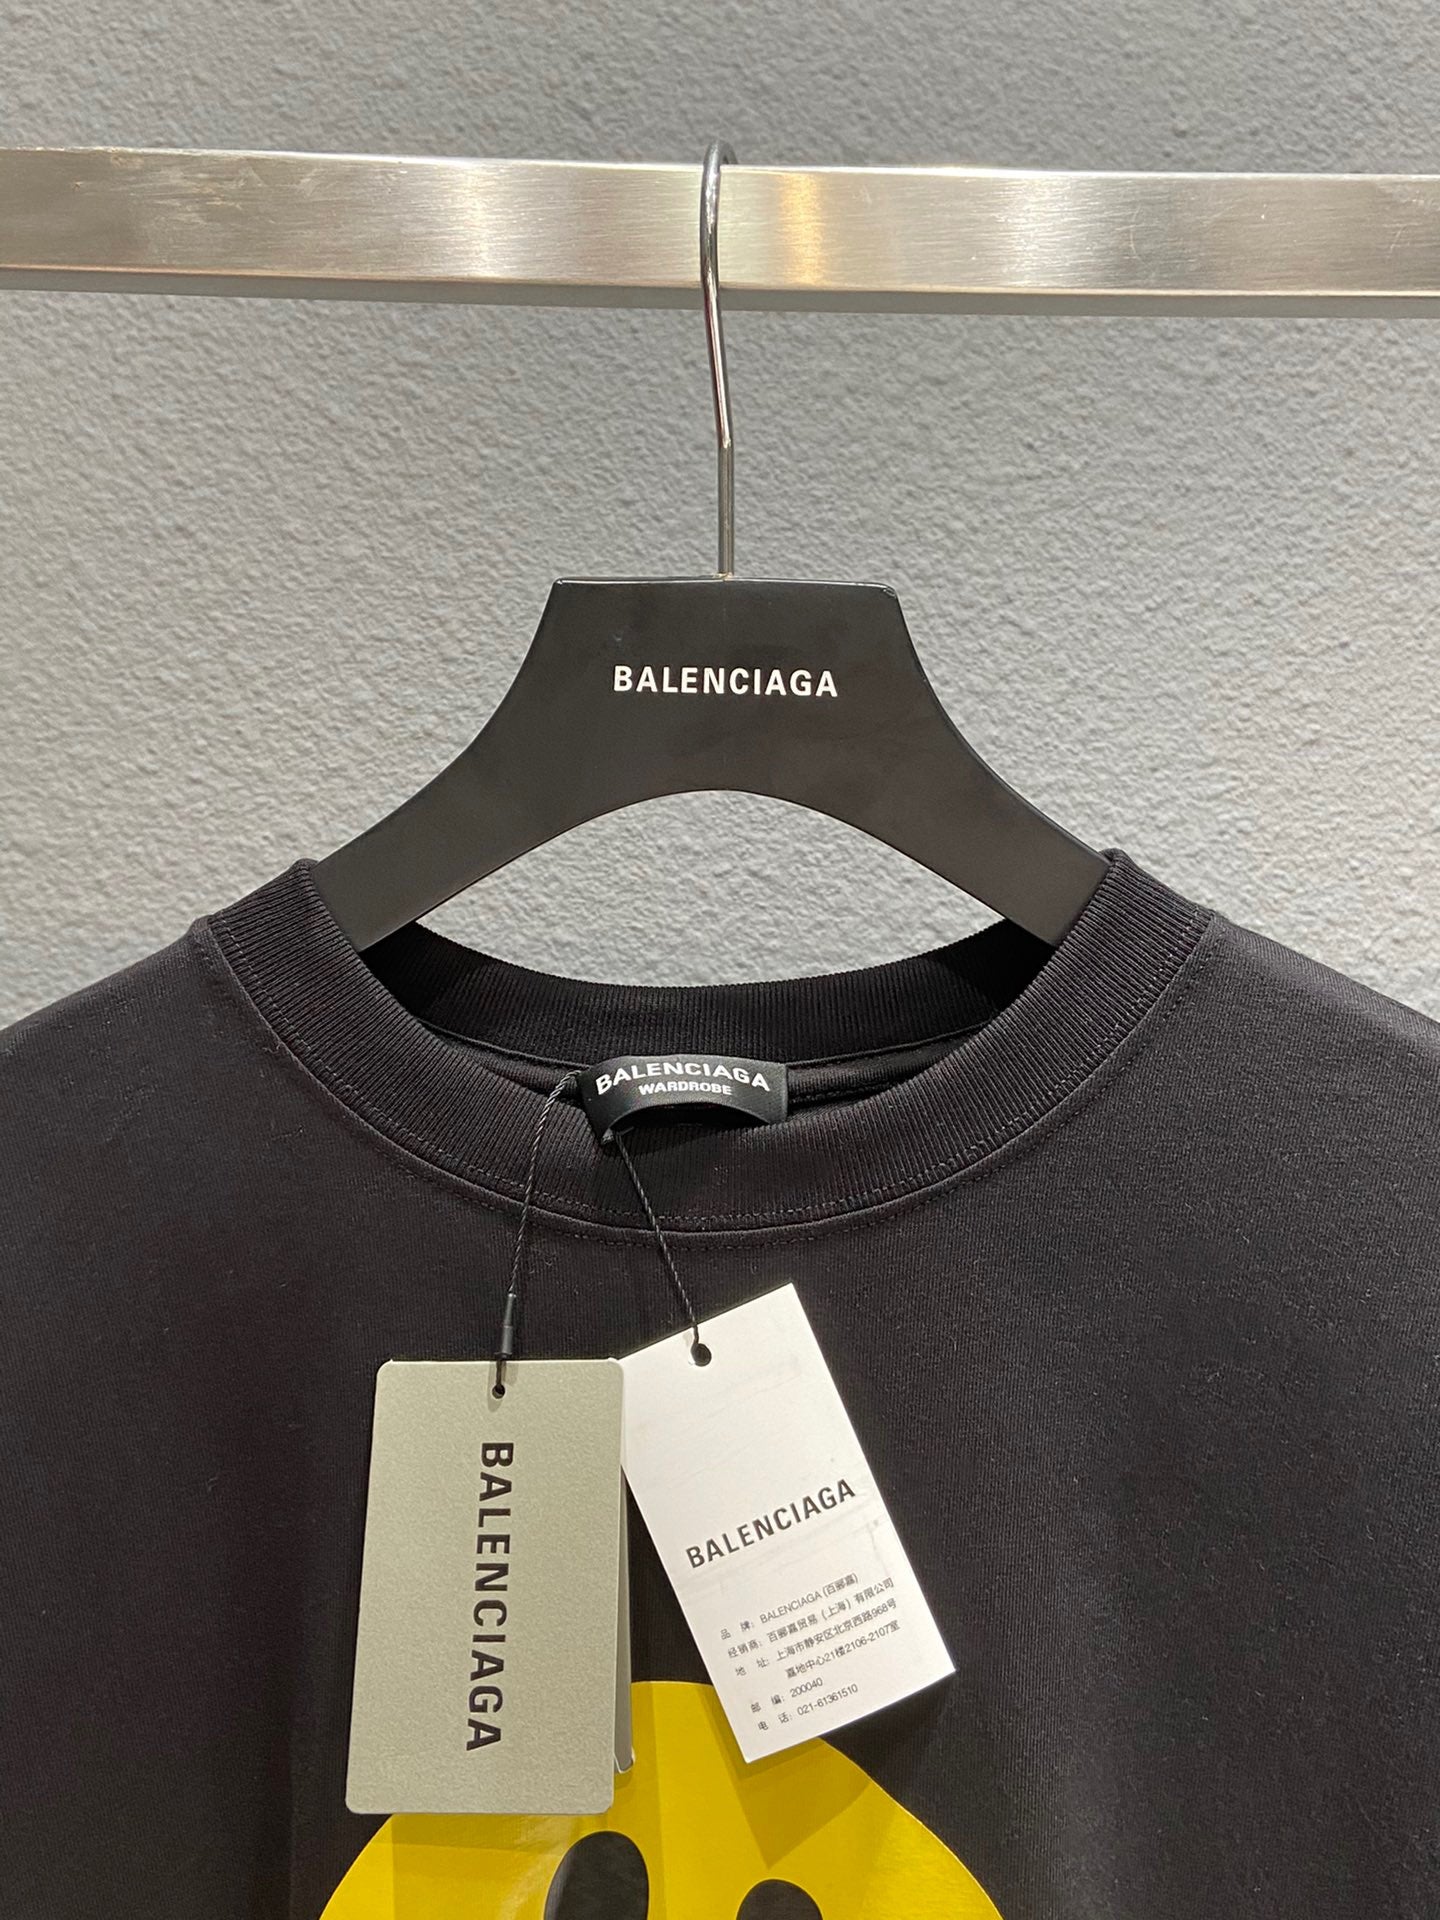 BALENCIAGA
BALENCIAGA
WARDROBE
BALENCIAGA
BALENCIAGA
品 牌: BALENCIAGA (百郦嘉)
经销商: 百郦嘉贸易 (上海) 有限公司
地 址: 上海市静安区北京西路968号
嘉地中心21楼2106-2107室
邮 编: 200040
电 话: 021-61361510